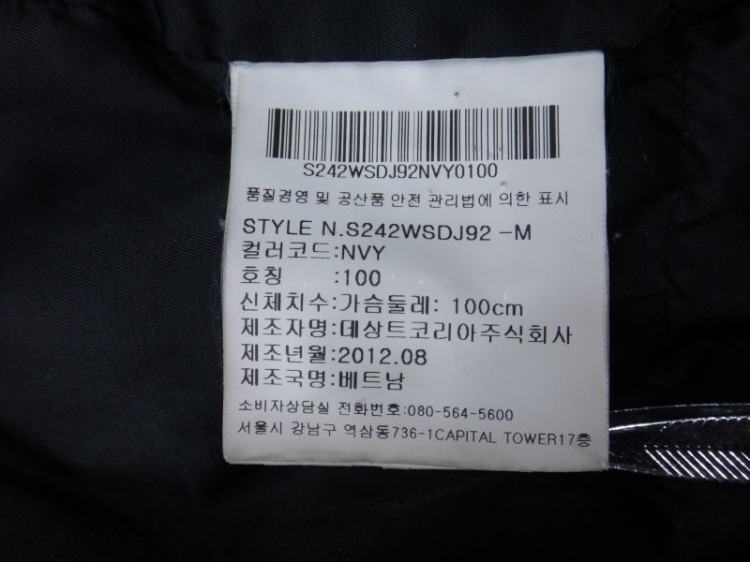 S242WSDJ92NVY0100
품질경영 및 공산품 안전 관리법에 의한 표시
STYLE N.S242WSDJ92 -M
컬러코드:NVY
호칭 :100
신체치수:가슴둘레: 100cm
제조자명:데상트코리아주식회사
제조년월:2012.08
제조국명:베트남
소비자상담실 전화번호:080-564-5600
서울시 강남구 역삼동736-1CAPITAL TOWER17층